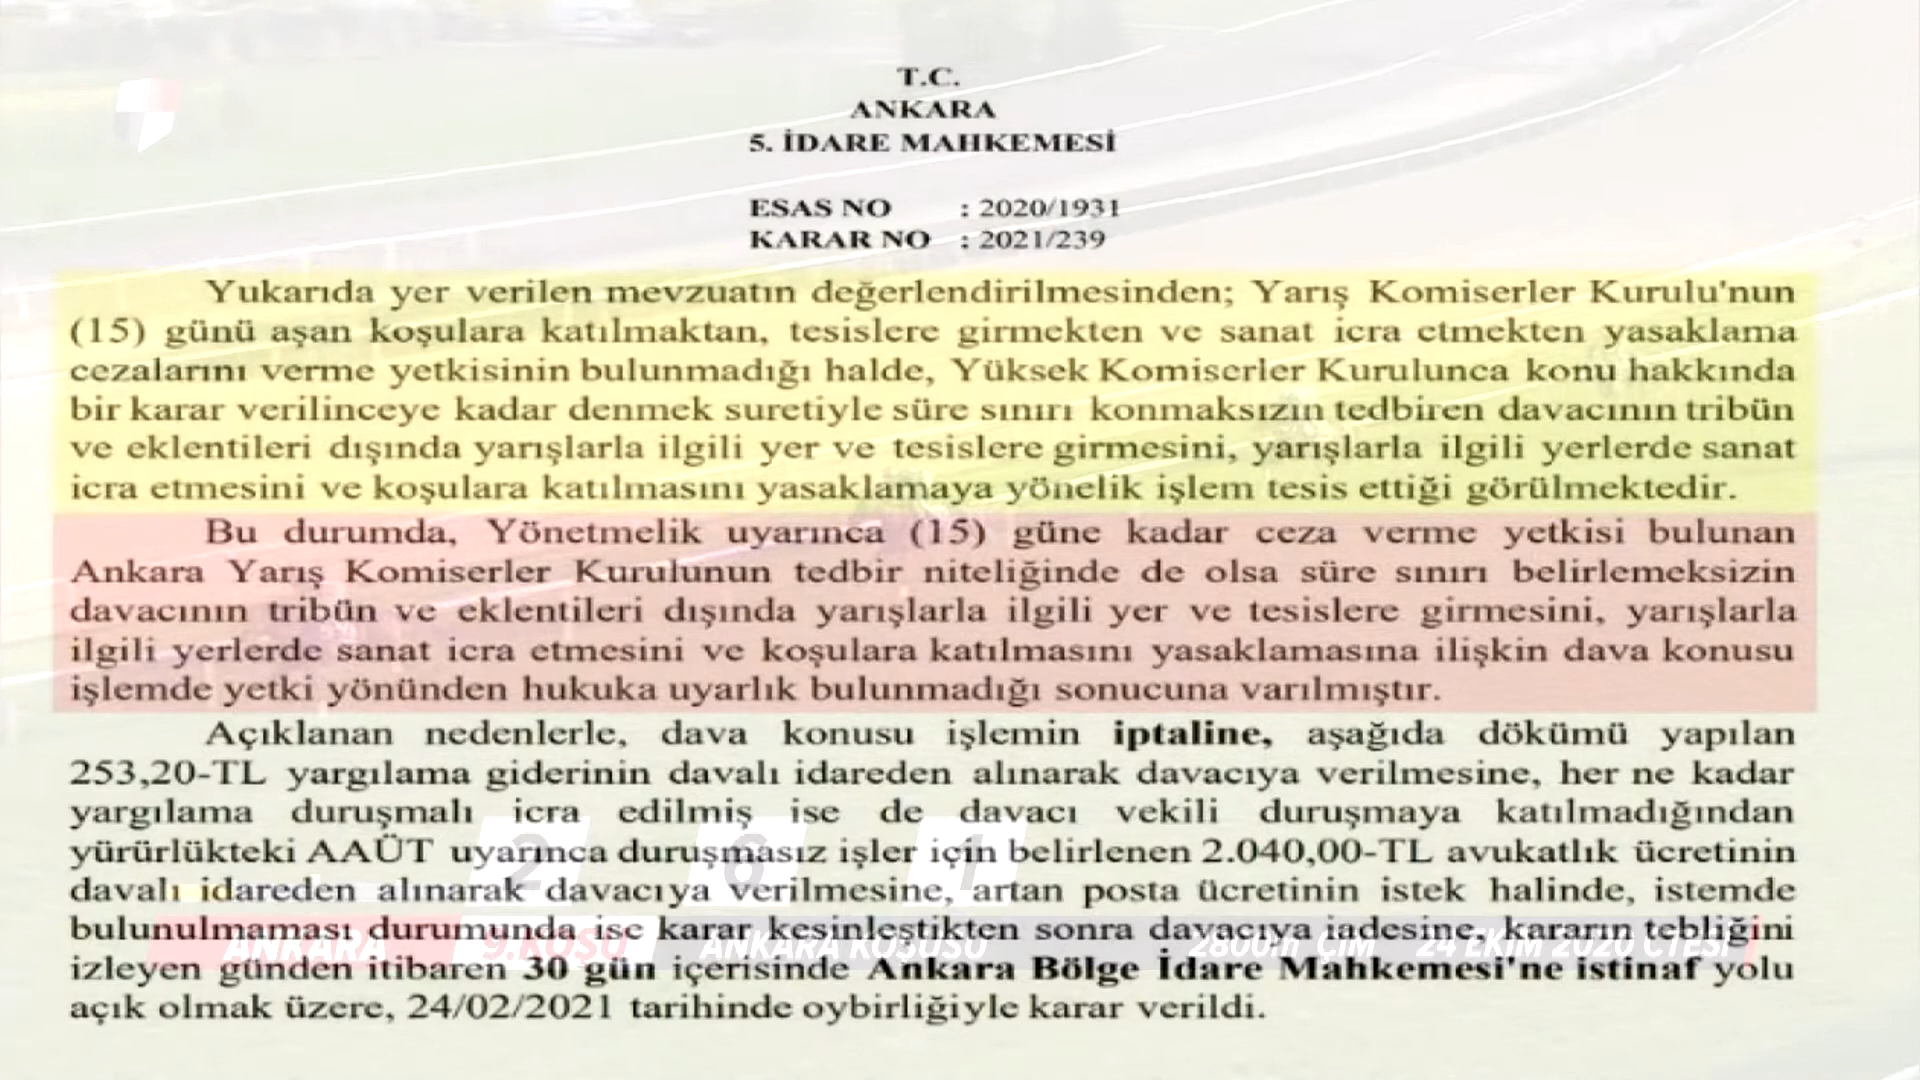 T.C.
ANKARA
5. İDARE MAHKEMESİ
ESAS NO : 2020/1931
KARAR NO : 2021/239
Yukarıda yer verilen mevzuatın değerlendirilmesinden; Yarış Komiserler Kurulu'nun
(15) günü aşan koşulara katılmaktan, tesislere girmekten ve sanat icra etmekten yasaklama
cezalarını verme yetkisinin bulunmadığı halde, Yüksek Komiserler Kurulunca konu hakkında
bir karar verilinceye kadar denmek suretiyle süre sınırı konmaksızın tedbiren davacının tribün
ve eklentileri dışında yarışlarla ilgili yer ve tesislere girmesini, yarışlarla ilgili yerlerde sanat
icra etmesini ve koşulara katılmasını yasaklamaya yönelik işlem tesis ettiği görülmektedir.
Bu durumda, Yönetmelik uyarınca (15) güne kadar ceza verme yetkisi bulunan
Ankara Yarış Komiserler Kurulunun tedbir niteliğinde de olsa süre sınırı belirlemeksizin
davacının tribün ve eklentileri dışında yarışlarla ilgili yer ve tesislere girmesini, yarışlarla
ilgili yerlerde sanat icra etmesini ve koşulara katılmasını yasaklamasına ilişkin dava konusu
işlemde yetki yönünden hukuka uyarlık bulunmadığı sonucuna varılmıştır.
Açıklanan nedenlerle, dava konusu işlemin iptaline, aşağıda dökümü yapılan
253,20-TL yargılama giderinin davalı idareden alınarak davacıya verilmesine, her ne kadar
yargılama duruşmalı icra edilmiş ise de davacı vekili duruşmaya katılmadığından
yürürlükteki AAÜT uyarınca duruşmasız işler için belirlenen 2.040,00-TL avukatlık ücretinin
davalı idareden alınarak davacıya verilmesine, artan posta ücretinin istek halinde, istemde
bulunulmaması durumunda ise karar kesinleştikten sonra davacıya iadesine, kararın tebliğini
izleyen günden itibaren 30 gün içerisinde Ankara Bölge İdare Mahkemesi'ne istinaf yolu
açık olmak üzere, 24/02/2021 tarihinde oybirliğiyle karar verildi.
2 6 1
ANKARA 9.KOŞU ANKARA KOŞUSU 2800m ÇİM 24 EKİM 2020 CTESİ